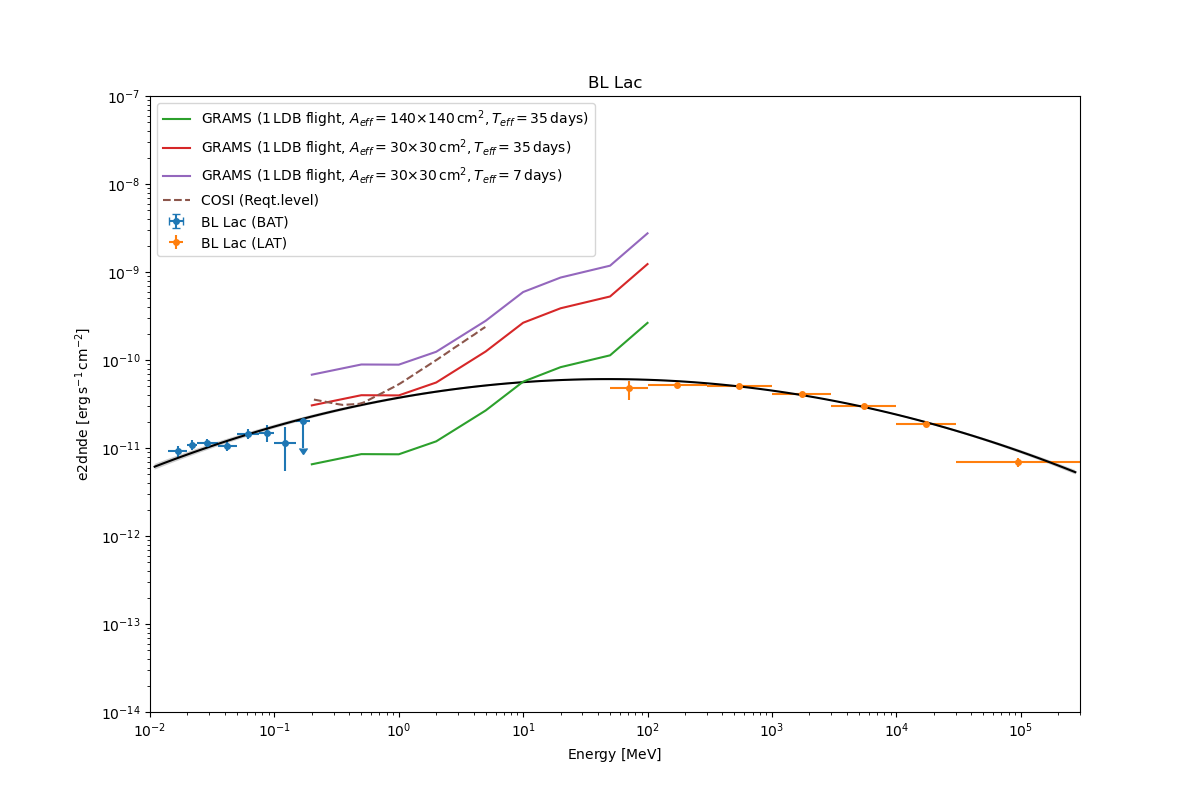 BL Lac
10⁻⁷
10⁻⁸
10⁻⁹
10⁻¹⁰
10⁻¹¹
10⁻¹²
10⁻¹³
10⁻¹⁴
e2dnde [erg s⁻¹ cm⁻²]
GRAMS (1 LDB flight, A_eff = 140×140 cm², T_eff = 35 days)
GRAMS (1 LDB flight, A_eff = 30×30 cm², T_eff = 35 days)
GRAMS (1 LDB flight, A_eff = 30×30 cm², T_eff = 7 days)
COSI (Reqt.level)
BL Lac (BAT)
BL Lac (LAT)
10⁻² 10⁻¹ 10⁰ 10¹ 10² 10³ 10⁴ 10⁵
Energy [MeV]